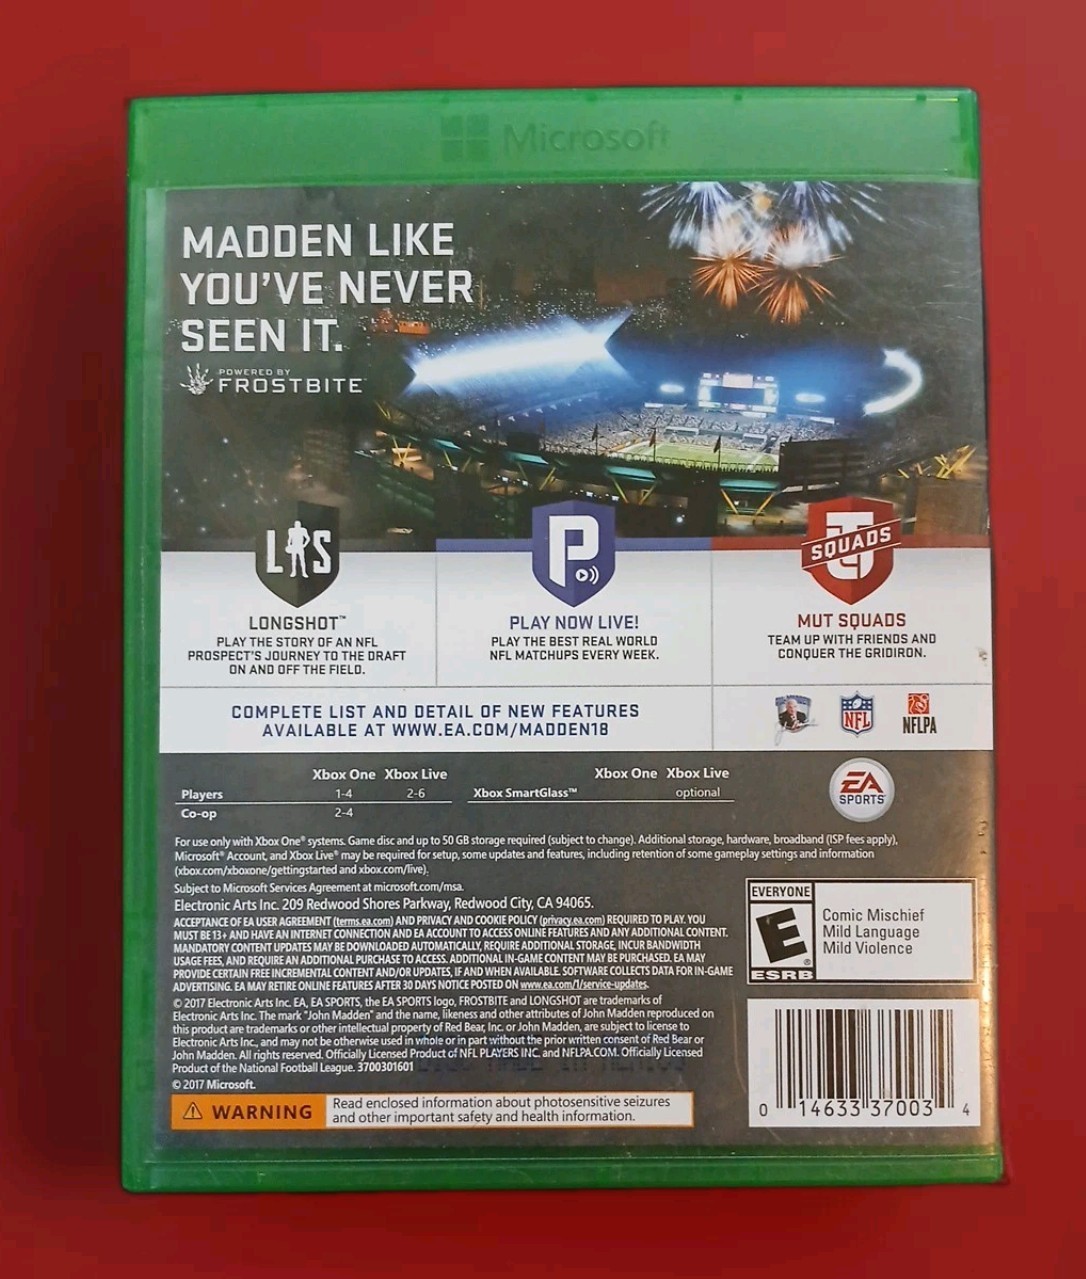 Microsoft
MADDEN LIKE
YOU'VE NEVER
SEEN IT.
POWERED BY
FROSTBITE
LS
LONGSHOT™
PLAY THE STORY OF AN NFL
PROSPECT'S JOURNEY TO THE DRAFT
ON AND OFF THE FIELD.
P
PLAY NOW LIVE!
PLAY THE BEST REAL WORLD
NFL MATCHUPS EVERY WEEK.
UT
SQUADS
MUT SQUADS
TEAM UP WITH FRIENDS AND
CONQUER THE GRIDIRON.
COMPLETE LIST AND DETAIL OF NEW FEATURES
AVAILABLE AT WWW.EA.COM/MADDEN18
NFL
NFLPA
Xbox One Xbox Live
Players 1-4 2-6
Co-op 2-4
Xbox One Xbox Live
Xbox SmartGlass™ optional
EA
SPORTS
For use only with Xbox One® systems. Game disc and up to 50 GB storage required (subject to change). Additional storage, hardware, broadband (ISP fees apply),
Microsoft® Account, and Xbox Live® may be required for setup, some updates and features, including retention of some gameplay settings and information
(xbox.com/xboxone/gettingstarted and xbox.com/live).
Subject to Microsoft Services Agreement at microsoft.com/msa.
Electronic Arts Inc. 209 Redwood Shores Parkway, Redwood City, CA 94065.
ACCEPTANCE OF EA USER AGREEMENT (terms.ea.com) AND PRIVACY AND COOKIE POLICY (privacy.ea.com) REQUIRED TO PLAY. YOU
MUST BE 13+ AND HAVE AN INTERNET CONNECTION AND EA ACCOUNT TO ACCESS ONLINE FEATURES AND ANY ADDITIONAL CONTENT.
MANDATORY CONTENT UPDATES MAY BE DOWNLOADED AUTOMATICALLY, REQUIRE ADDITIONAL STORAGE, INCUR BANDWIDTH
USAGE FEES, AND REQUIRE AN ADDITIONAL PURCHASE TO ACCESS. ADDITIONAL IN-GAME CONTENT MAY BE PURCHASED. EA MAY
PROVIDE CERTAIN FREE INCREMENTAL CONTENT AND/OR UPDATES, IF AND WHEN AVAILABLE. SOFTWARE COLLECTS DATA FOR IN-GAME
ADVERTISING. EA MAY RETIRE ONLINE FEATURES AFTER 30 DAYS NOTICE POSTED ON www.ea.com/1/service-updates.
© 2017 Electronic Arts Inc. EA, EA SPORTS, the EA SPORTS logo, FROSTBITE and LONGSHOT are trademarks of
Electronic Arts Inc. The mark "John Madden" and the name, likeness and other attributes of John Madden reproduced on
this product are trademarks or other intellectual property of Red Bear, Inc. or John Madden, are subject to license to
Electronic Arts Inc., and may not be otherwise used in whole or in part without the prior written consent of Red Bear or
John Madden. All rights reserved. Officially Licensed Product of NFL PLAYERS INC. and NFLPA.COM. Officially Licensed
Product of the National Football League. 3700301601
© 2017 Microsoft.
EVERYONE
E
ESRB
Comic Mischief
Mild Language
Mild Violence
WARNING
Read enclosed information about photosensitive seizures
and other important safety and health information.
0 14633 37003 4